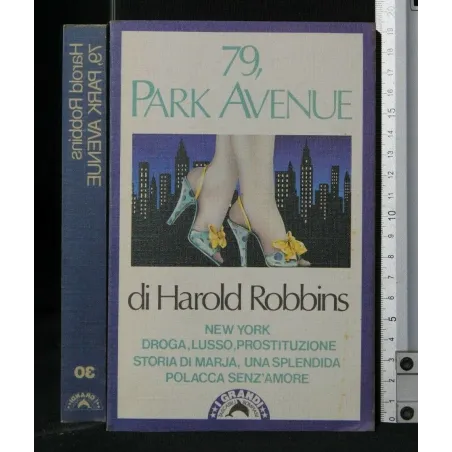 79,
PARK AVENUE
di Harold Robbins
NEW YORK
DROGA, LUSSO, PROSTITUZIONE
STORIA DI MARJA, UNA SPLENDIDA
POLACCA SENZ'AMORE
I GRANDI
79, PARK AVENUE
Harold Robbins
30
I GRANDI